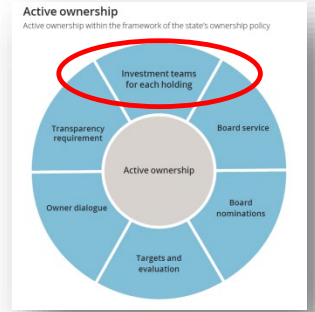 Active ownership
Active ownership within the framework of the state's ownership policy
Investment teams
for each holding
Board service
Board
nominations
Targets and
evaluation
Owner dialogue
Transparency
requirement
Active ownership